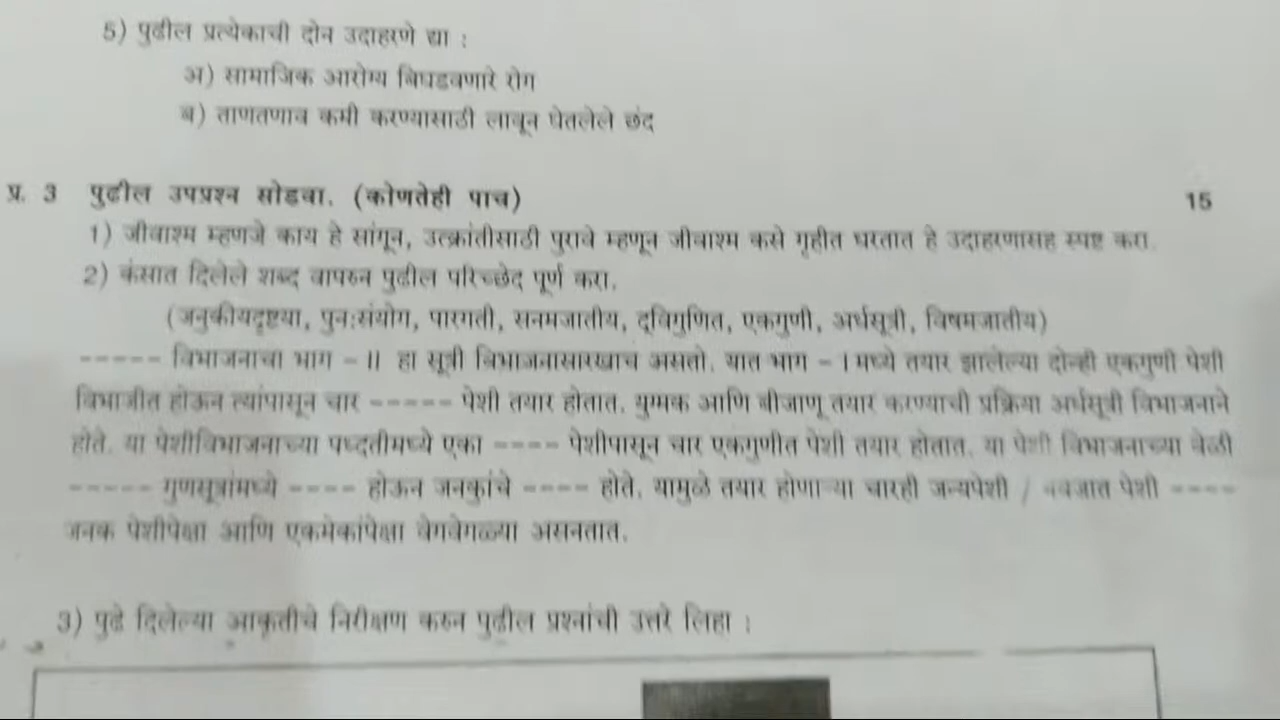 5) पुढील प्रत्येकाची दोन उदाहरणे द्या :
अ) सामाजिक आरोग्य बिघडवणारे रोग
ब) ताणतणाव कमी करण्यासाठी लावून घेतलेले छंद
प्र. 3 पुढील उपप्रश्न सोडवा. (कोणतेही पाच) 15
1) जीवाश्म म्हणजे काय हे सांगून, उत्क्रांतीसाठी पुरावे म्हणून जीवाश्म कसे गृहीत धरतात हे उदाहरणासह स्पष्ट करा.
2) कंसात दिलेले शब्द वापरुन पुढील परिच्छेद पूर्ण करा.
(जनुकीयदृष्टया, पुन:संयोग, पारगती, सनमजातीय, द्विगुणित, एकगुणी, अर्धसूत्री, विषमजातीय)
----- विभाजनाचा भाग - II हा सूत्री विभाजनासारखाच असतो. यात भाग - I मध्ये तयार झालेल्या दोन्ही एकगुणी पेशी
विभाजीत होऊन त्यांपासून चार ----- पेशी तयार होतात. युग्मक आणि बीजाणू तयार करण्याची प्रक्रिया अर्धसूत्री विभाजनाने
होते. या पेशीविभाजनाच्या पध्दतीमध्ये एका ---- पेशीपासून चार एकगुणीत पेशी तयार होतात. या पेशी विभाजनाच्या वेळी
----- गुणसूत्रांमध्ये ---- होऊन जनकुांचे ---- होते. यामुळे तयार होणाऱ्या चारही जन्यपेशी / नवजात पेशी ----
जनक पेशीपेक्षा आणि एकमेकांपेक्षा वेगवेगळ्या असनतात.
3) पुढे दिलेल्या आकृतीचे निरीक्षण करुन पुढील प्रश्नांची उत्तरे लिहा :